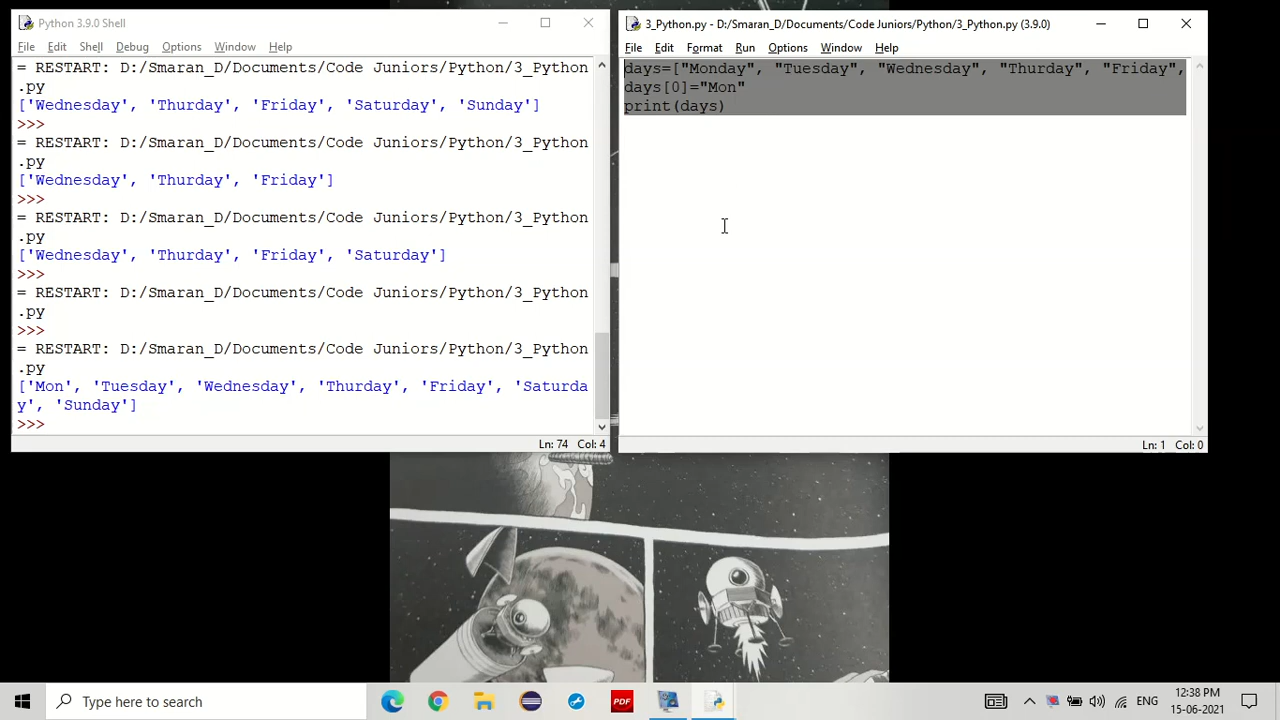 Python 3.9.0 Shell
File Edit Shell Debug Options Window Help
= RESTART: D:/Smaran_D/Documents/Code Juniors/Python/3_Python
.py
['Wednesday', 'Thurday', 'Friday', 'Saturday', 'Sunday']
>>>
= RESTART: D:/Smaran_D/Documents/Code Juniors/Python/3_Python
.py
['Wednesday', 'Thurday', 'Friday']
>>>
= RESTART: D:/Smaran_D/Documents/Code Juniors/Python/3_Python
.py
['Wednesday', 'Thurday', 'Friday', 'Saturday']
>>>
= RESTART: D:/Smaran_D/Documents/Code Juniors/Python/3_Python
.py
>>>
= RESTART: D:/Smaran_D/Documents/Code Juniors/Python/3_Python
.py
['Mon', 'Tuesday', 'Wednesday', 'Thurday', 'Friday', 'Saturda
y', 'Sunday']
>>>
Ln: 74 Col: 4
3_Python.py - D:/Smaran_D/Documents/Code Juniors/Python/3_Python.py (3.9.0)
File Edit Format Run Options Window Help
days=["Monday", "Tuesday", "Wednesday", "Thurday", "Friday",
days[0]="Mon"
print(days)
Ln: 1 Col: 0
Type here to search
PDF
ENG
12:38 PM
15-06-2021